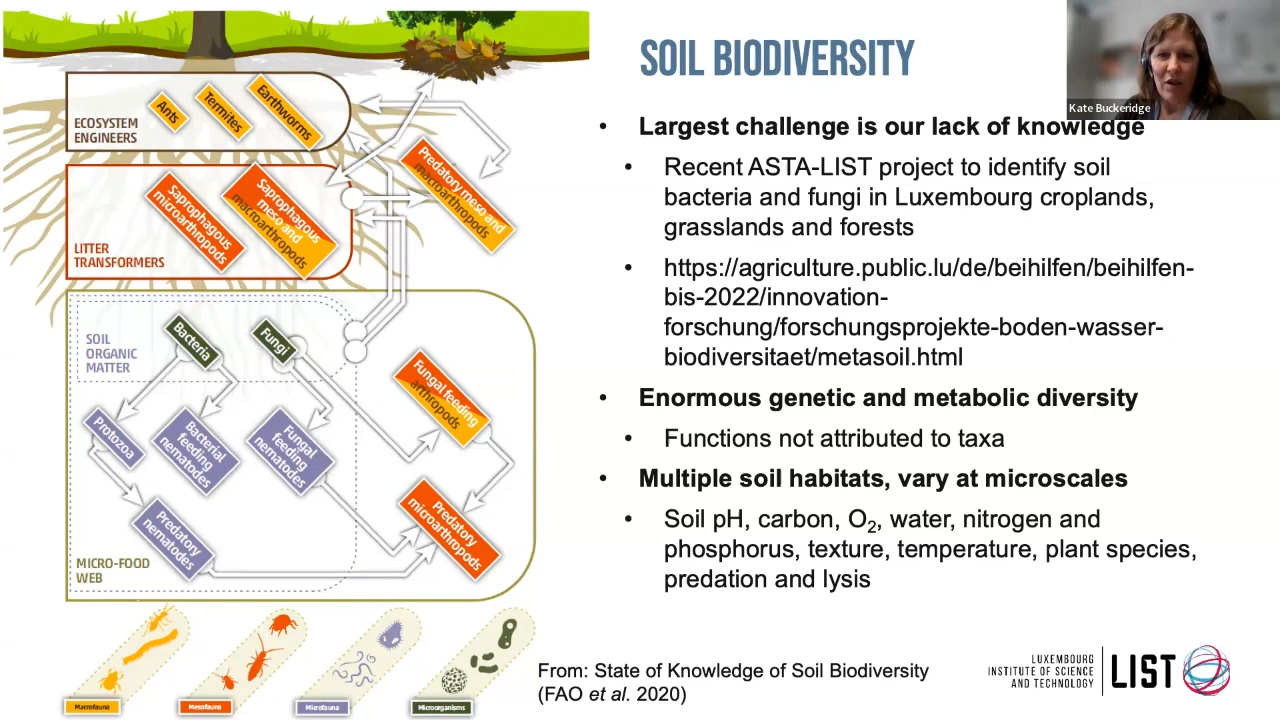 SOIL BIODIVERSITY
Kate Buckeridge
• Largest challenge is our lack of knowledge
• Recent ASTA-LIST project to identify soil
bacteria and fungi in Luxembourg croplands,
grasslands and forests
• https://agriculture.public.lu/de/beihilfen/beihilfen-
bis-2022/innovation-
forschung/forschungsprojekte-boden-wasser-
biodiversitaet/metasoil.html
• Enormous genetic and metabolic diversity
• Functions not attributed to taxa
• Multiple soil habitats, vary at microscales
• Soil pH, carbon, O2, water, nitrogen and
phosphorus, texture, temperature, plant species,
predation and lysis
ECOSYSTEM
ENGINEERS
Ants
Termites
Earthworms
LITTER
TRANSFORMERS
Saprophagous
microarthropods
Saprophagous
meso and
macroarthropods
Predatory meso and
macroarthropods
SOIL
ORGANIC
MATTER
Bacteria
Fungi
Protozoa
Bacterial
feeding
nematodes
Fungal
feeding
nematodes
Fungal feeding
arthropods
Predatory
nematodes
Predatory
microarthropods
MICRO-FOOD
WEB
Macrofauna
Mesofauna
Microfauna
Microorganisms
From: State of Knowledge of Soil Biodiversity
(FAO et al. 2020)
LUXEMBOURG
INSTITUTE OF SCIENCE
AND TECHNOLOGY
LIST